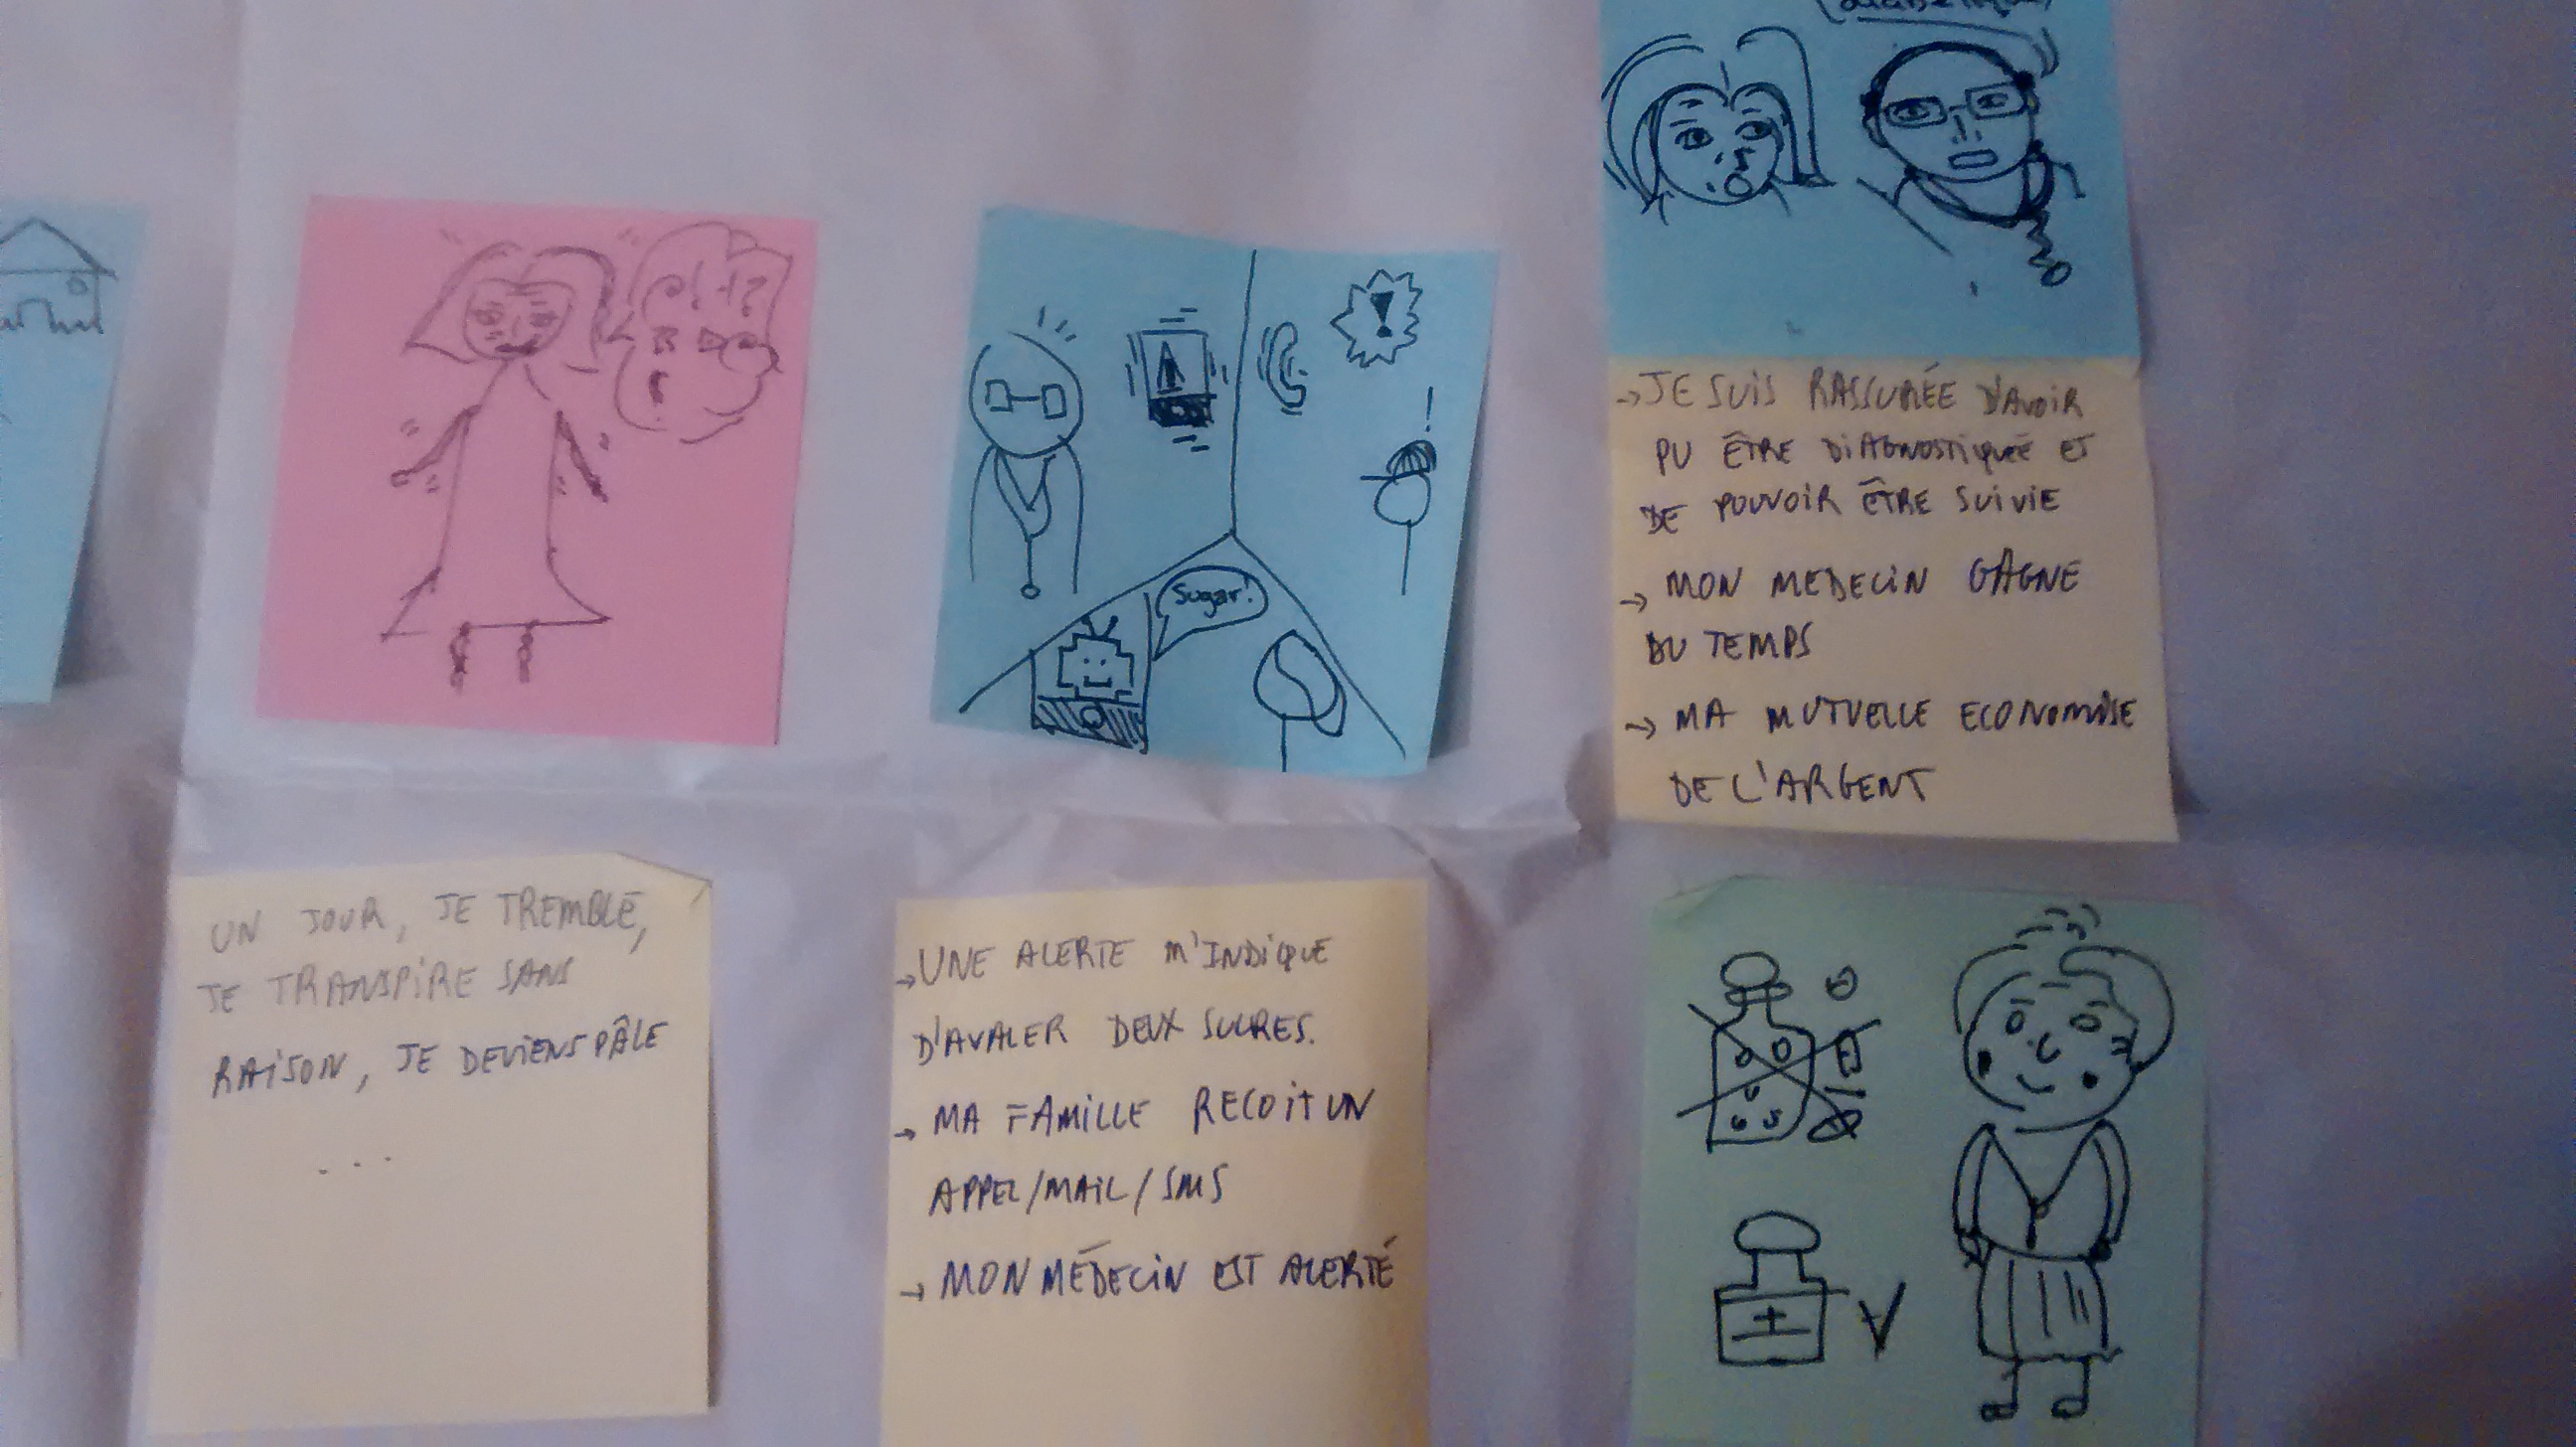 Sugar!
→ JE SUIS RASSURÉE D'AVOIR
PU ÊTRE DIAGNOSTIQUÉE ET
DE POUVOIR ÊTRE SUIVIE
→ MON MEDECIN GAGNE
DU TEMPS
→ MA MUTUELLE ECONOMISE
DE L'ARGENT
UN JOUR, JE TREMBLE,
JE TRANSPIRE SANS
RAISON, JE DEVIENS PÂLE
...
→ UNE ALERTE M'INDIQUE
D'AVALER DEUX SUCRES.
→ MA FAMILLE RECOIT UN
APPEL/MAIL/SMS
→ MON MÉDECIN EST ALERTÉ